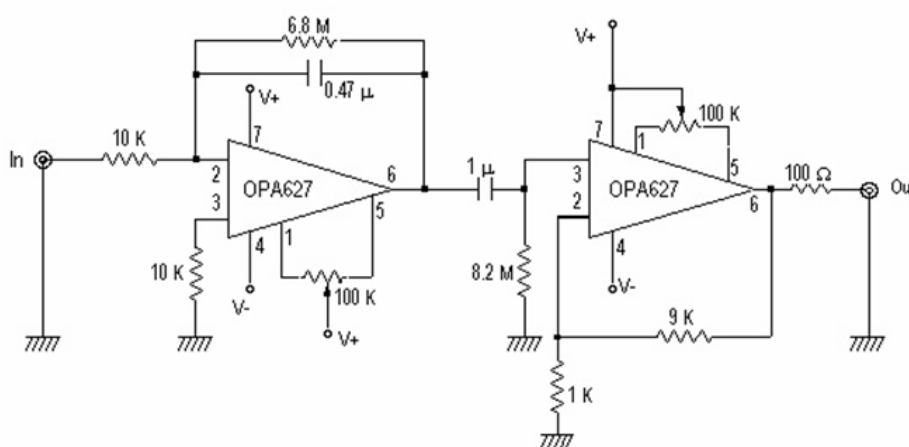 6.8 M
0.47 μ
V+
10 K
In
7
2
OPA627
6
3
5
4
1
10 K
100 K
V-
V+
1 μ
8.2 M
V+
100 K
7
1
3
5
OPA627
100 Ω
2
6
Ou
4
V-
9 K
1 K